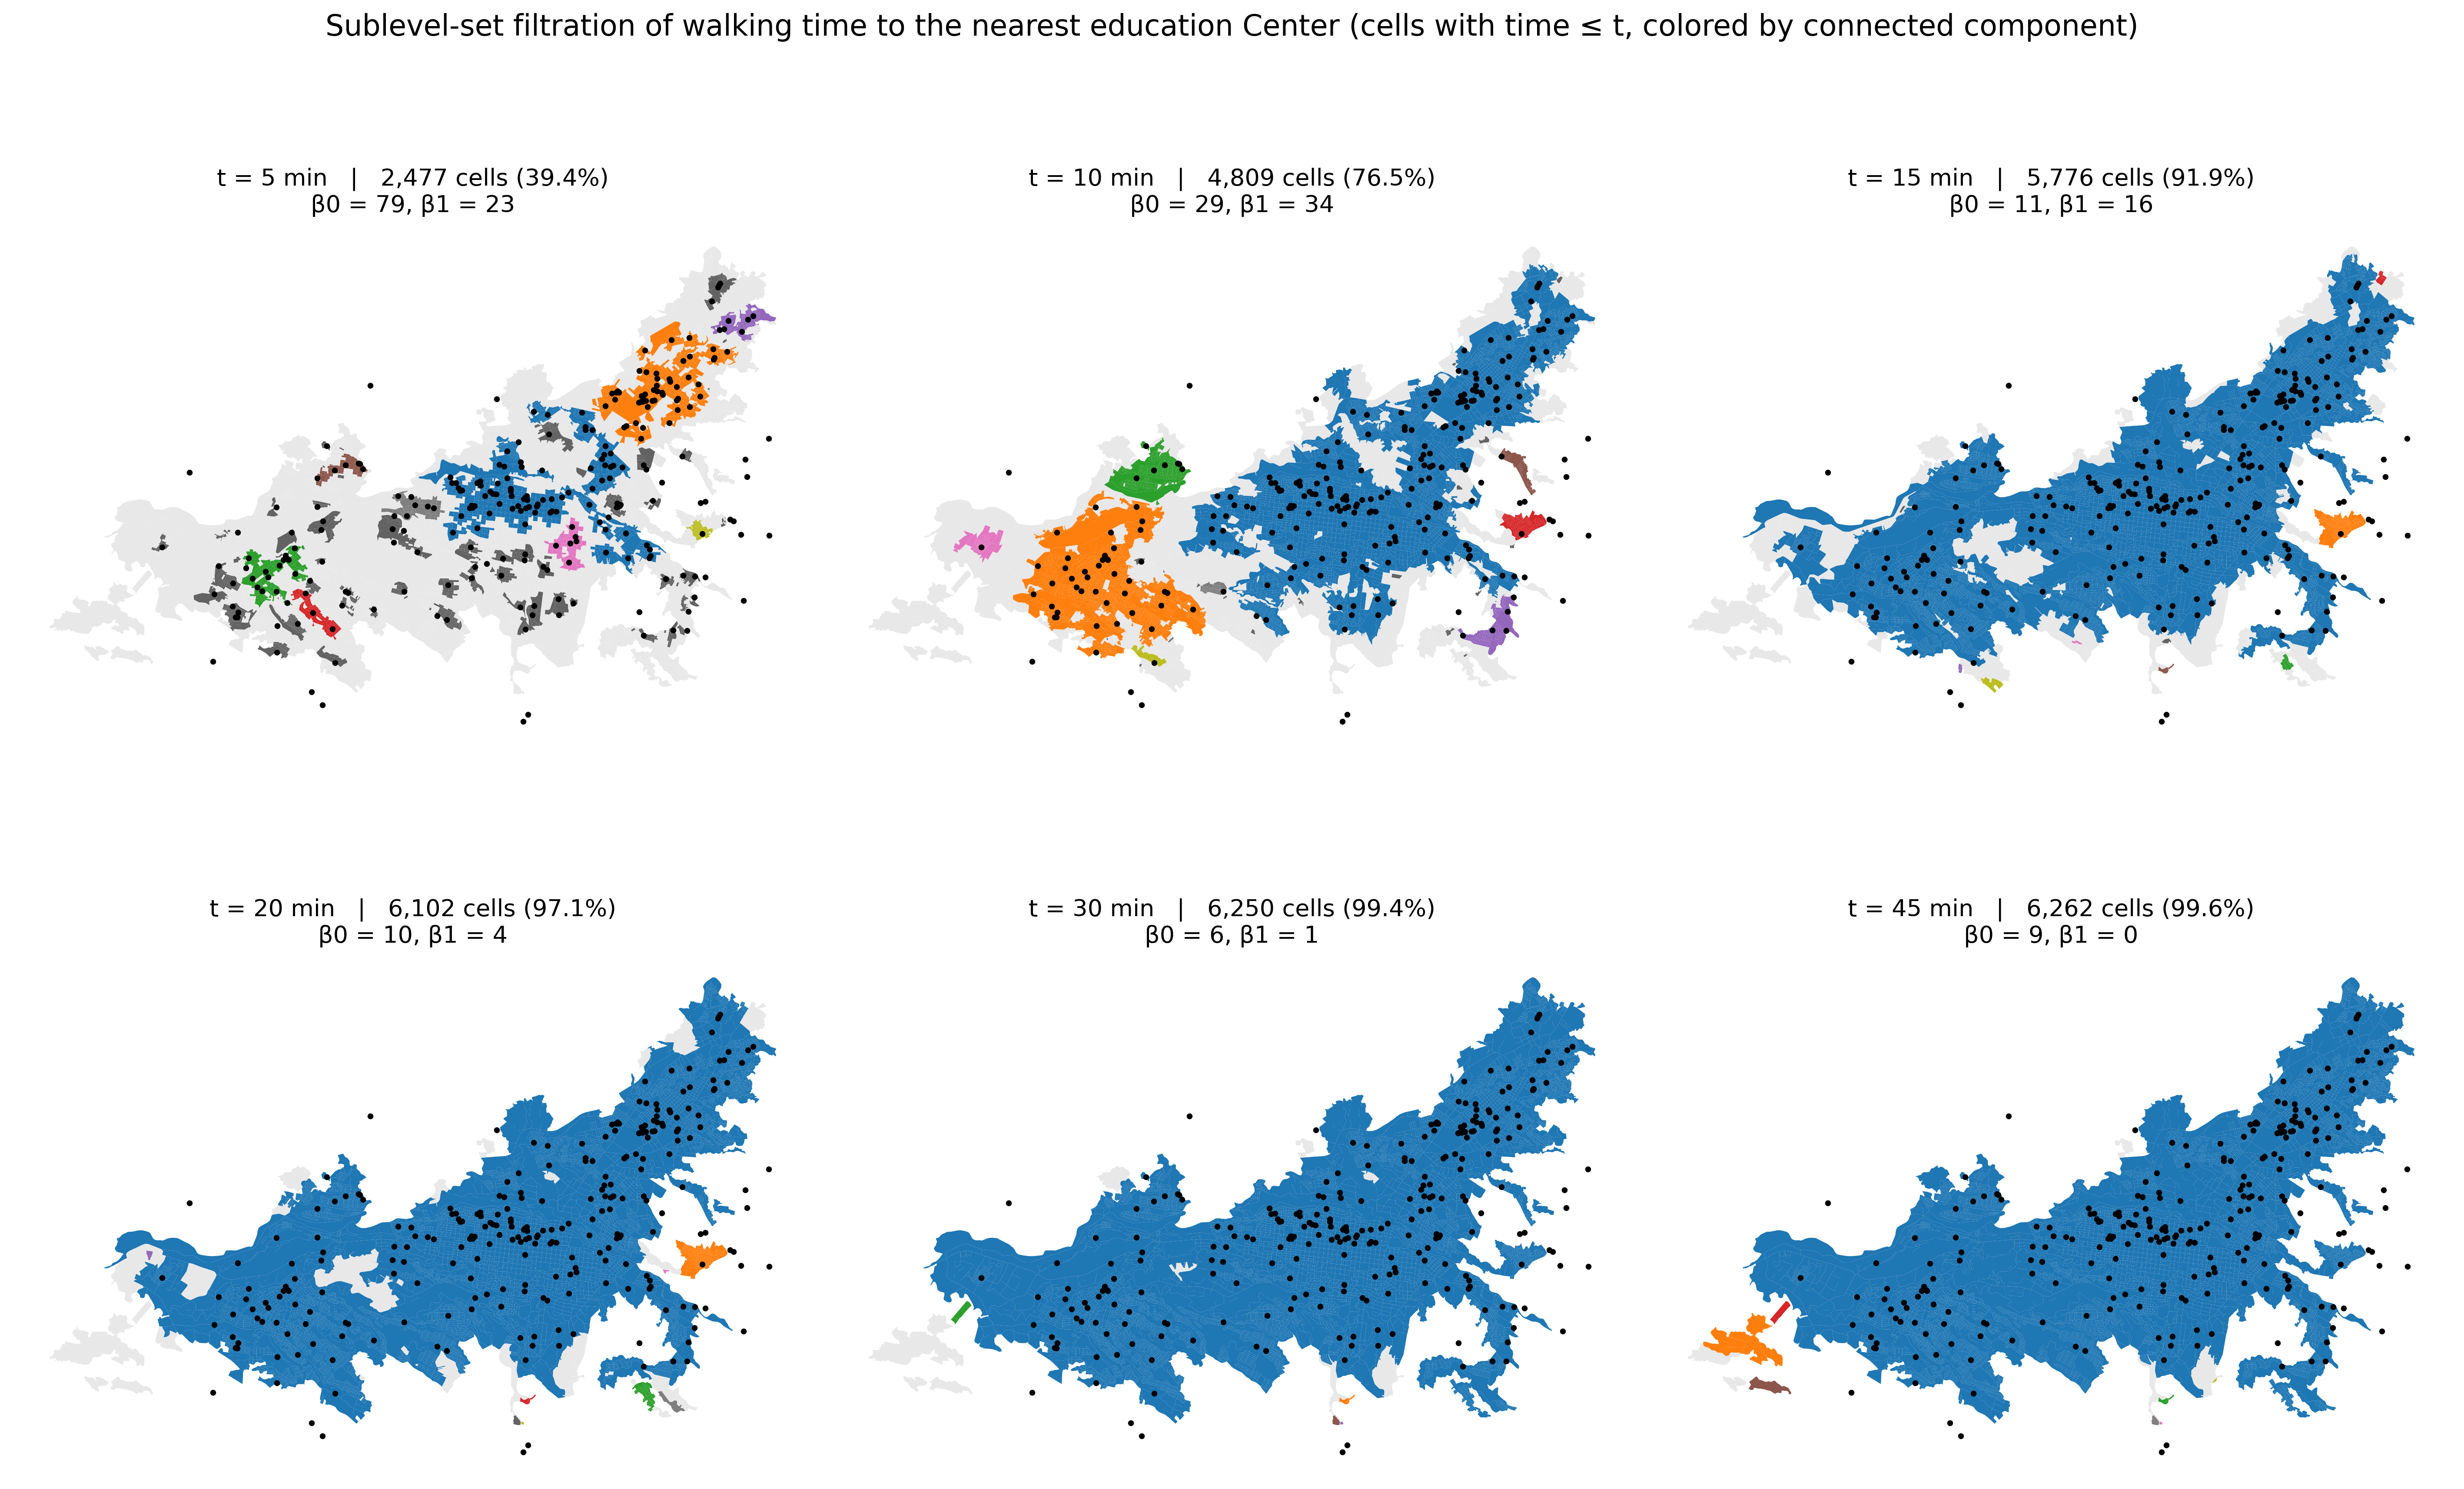 Sublevel-set filtration of walking time to the nearest education Center (cells with time ≤ t, colored by connected component)
t = 5 min | 2,477 cells (39.4%)
β0 = 79, β1 = 23
t = 10 min | 4,809 cells (76.5%)
β0 = 29, β1 = 34
t = 15 min | 5,776 cells (91.9%)
β0 = 11, β1 = 16
t = 20 min | 6,102 cells (97.1%)
β0 = 10, β1 = 4
t = 30 min | 6,250 cells (99.4%)
β0 = 6, β1 = 1
t = 45 min | 6,262 cells (99.6%)
β0 = 9, β1 = 0